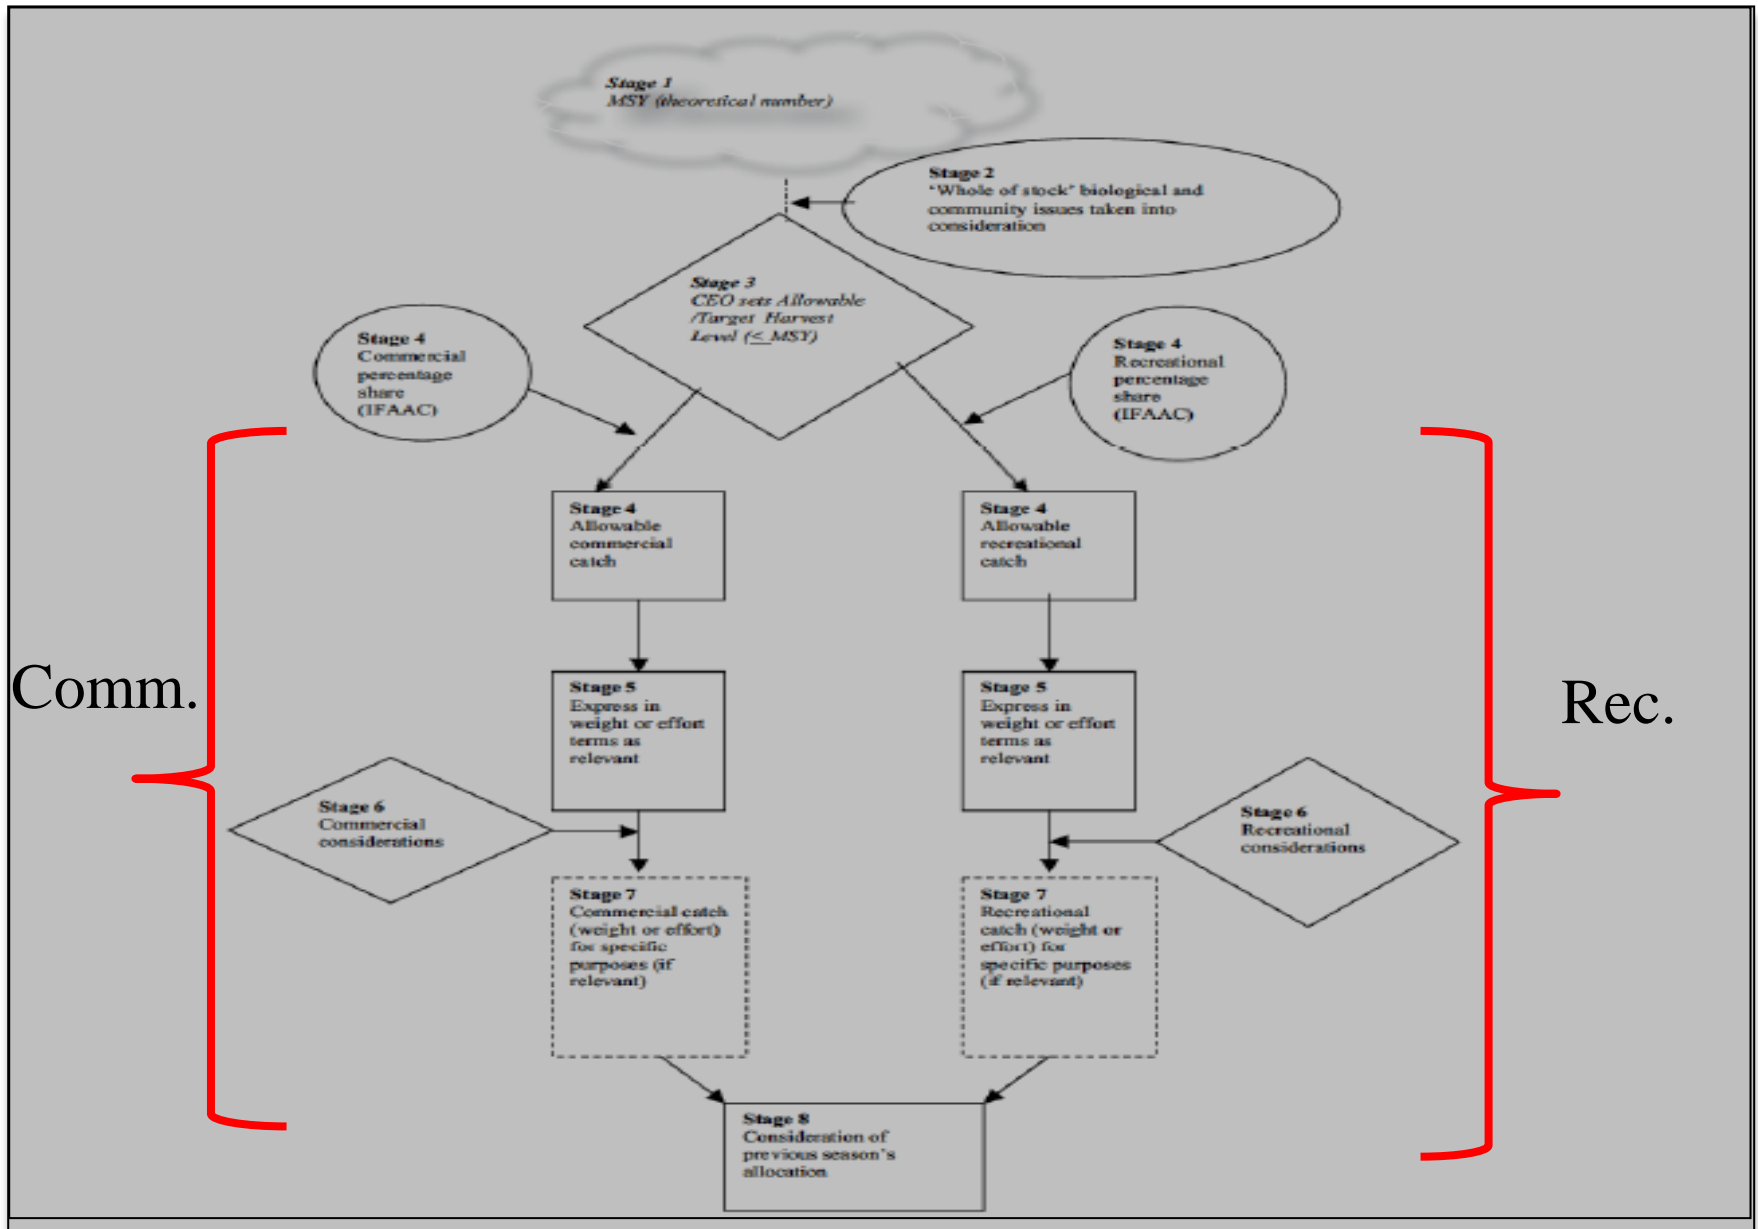 Stage 1
MSY (theoretical number)
Stage 2
'Whole of stock' biological and
community issues taken into
consideration
Stage 3
CEO sets Allowable
/Target Harvest
Level (≤ MSY)
Stage 4
Commercial
percentage
share
(IFAAC)
Stage 4
Recreational
percentage
share
(IFAAC)
Stage 4
Allowable
commercial
catch
Stage 4
Allowable
recreational
catch
Comm.
Rec.
Stage 5
Express in
weight or effort
terms as
relevant
Stage 5
Express in
weight or effort
terms as
relevant
Stage 6
Commercial
considerations
Stage 6
Recreational
considerations
Stage 7
Commercial catch
(weight or effort)
for specific
purposes (if
relevant)
Stage 7
Recreational
catch (weight or
effort) for
specific purposes
(if relevant)
Stage 8
Consideration of
previous season's
allocation